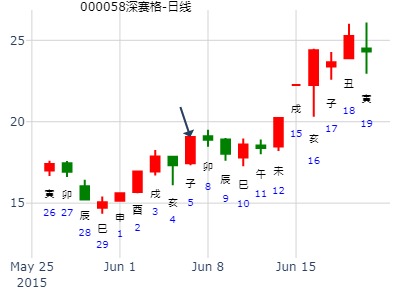 000058深赛格-日线
25
20
15
寅 卯 辰 巳 申 酉 戌 亥 子 卯 辰 巳 午 未 戌 亥 子 丑 寅
26 27 28 29 1 2 3 4 5 8 9 10 11 12 15 16 17 18 19
May 25 Jun 1 Jun 8 Jun 15
2015